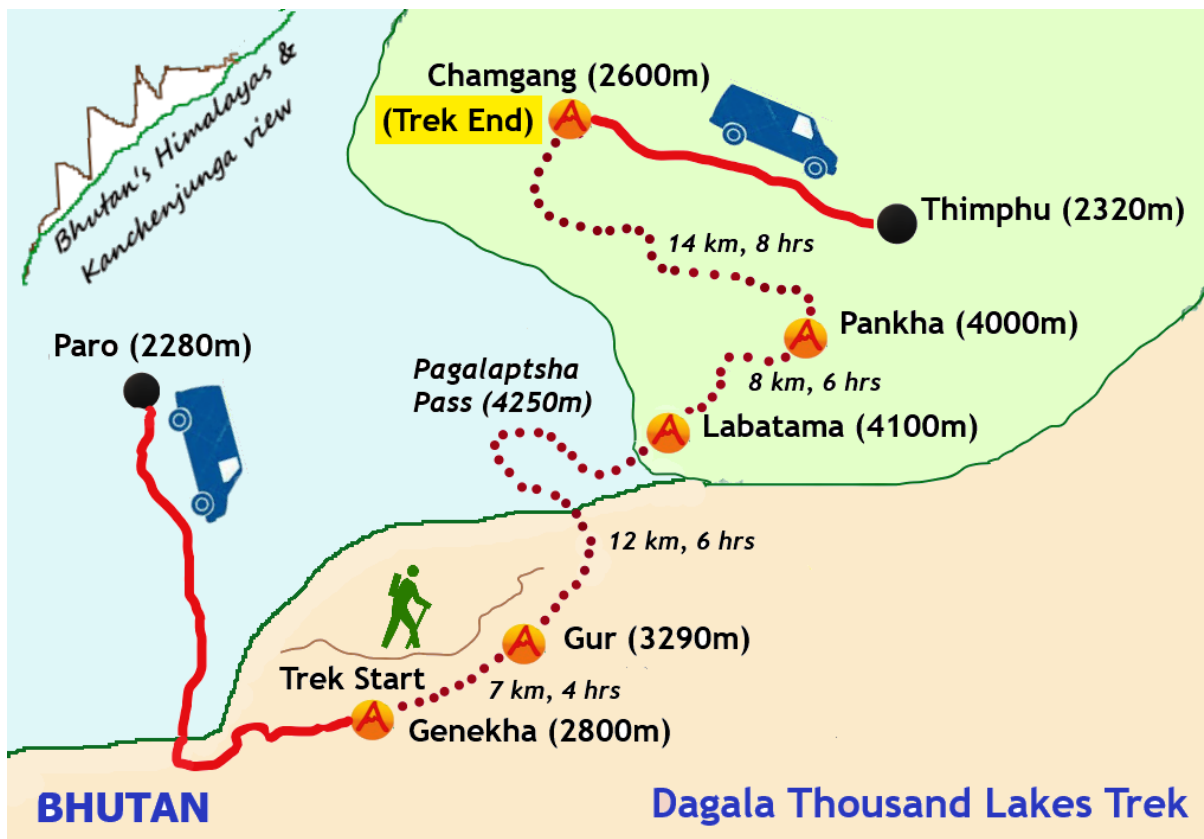 Bhutan's Himalayas &
Kanchenjunga view
Chamgang (2600m)
(Trek End)
Thimphu (2320m)
14 km, 8 hrs
Pankha (4000m)
Paro (2280m)
Pagalaptsha
Pass (4250m)
8 km, 6 hrs
Labatama (4100m)
12 km, 6 hrs
Gur (3290m)
Trek Start
7 km, 4 hrs
Genekha (2800m)
BHUTAN
Dagala Thousand Lakes Trek